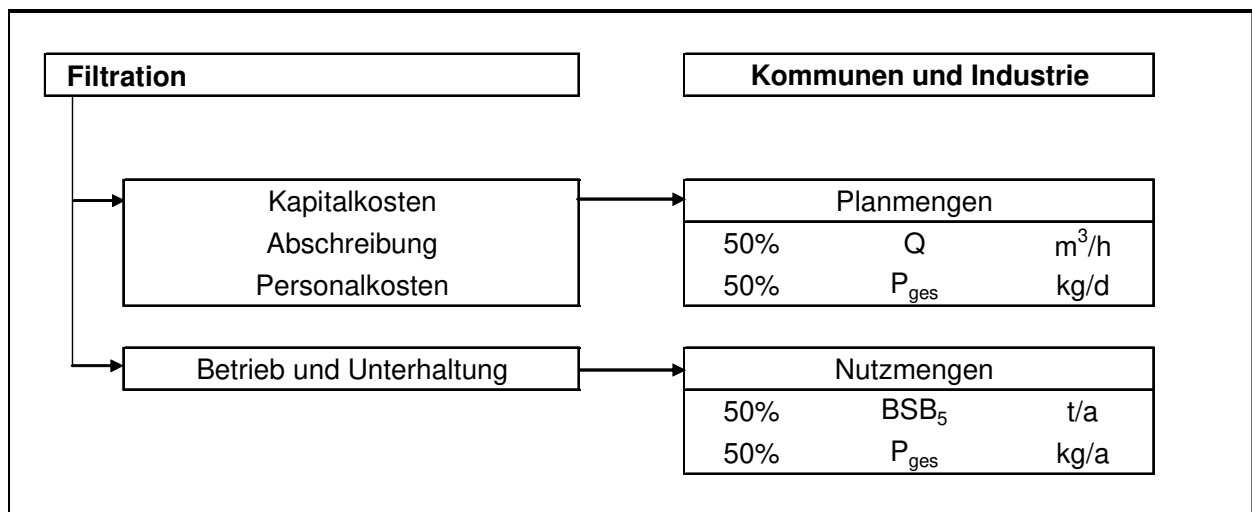 Filtration
Kommunen und Industrie
Kapitalkosten
Abschreibung
Personalkosten
Planmengen
50% Q m³/h
50% P_ges kg/d
Betrieb und Unterhaltung
Nutzmengen
50% BSB₅ t/a
50% P_ges kg/a